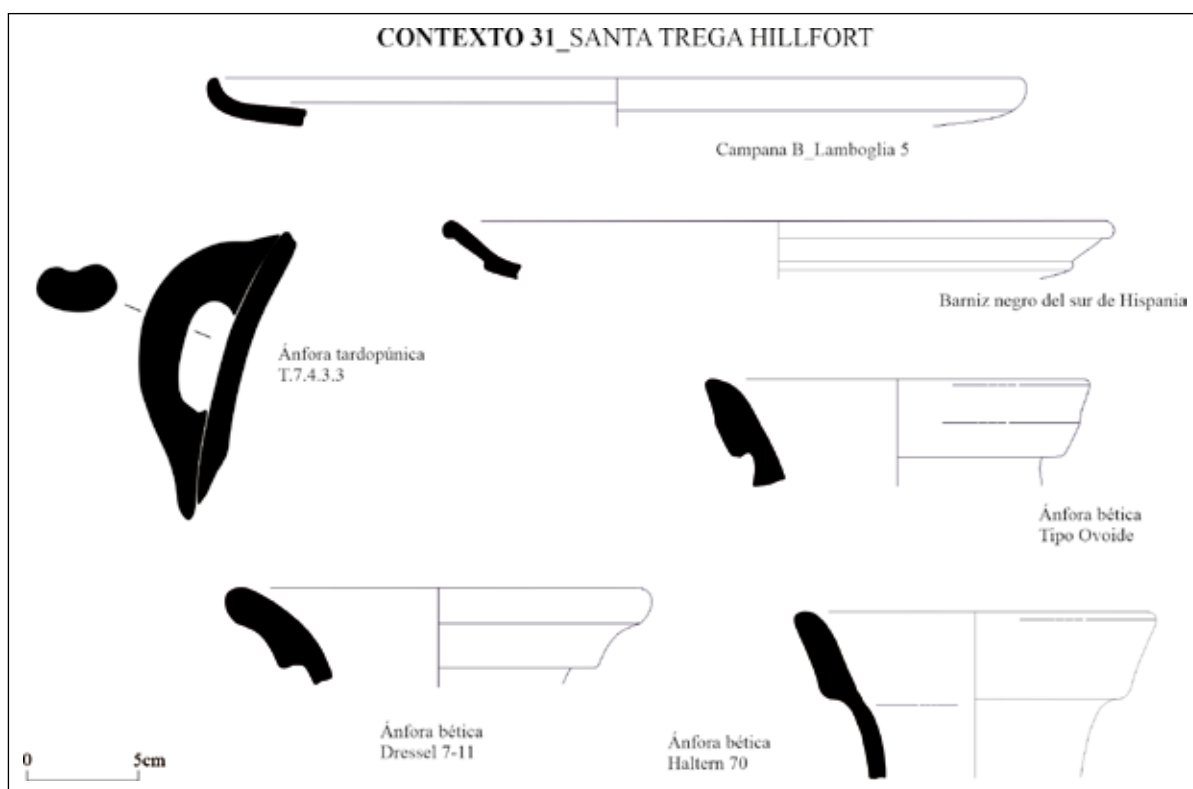 CONTEXTO 31_SANTA TREGA HILLFORT
Campana B_Lamboglia 5
Barniz negro del sur de Hispania
Ánfora tardopúnica
T.7.4.3.3
Ánfora bética
Tipo Ovoide
Ánfora bética
Dressel 7-11
Ánfora bética
Haltern 70
0 5cm